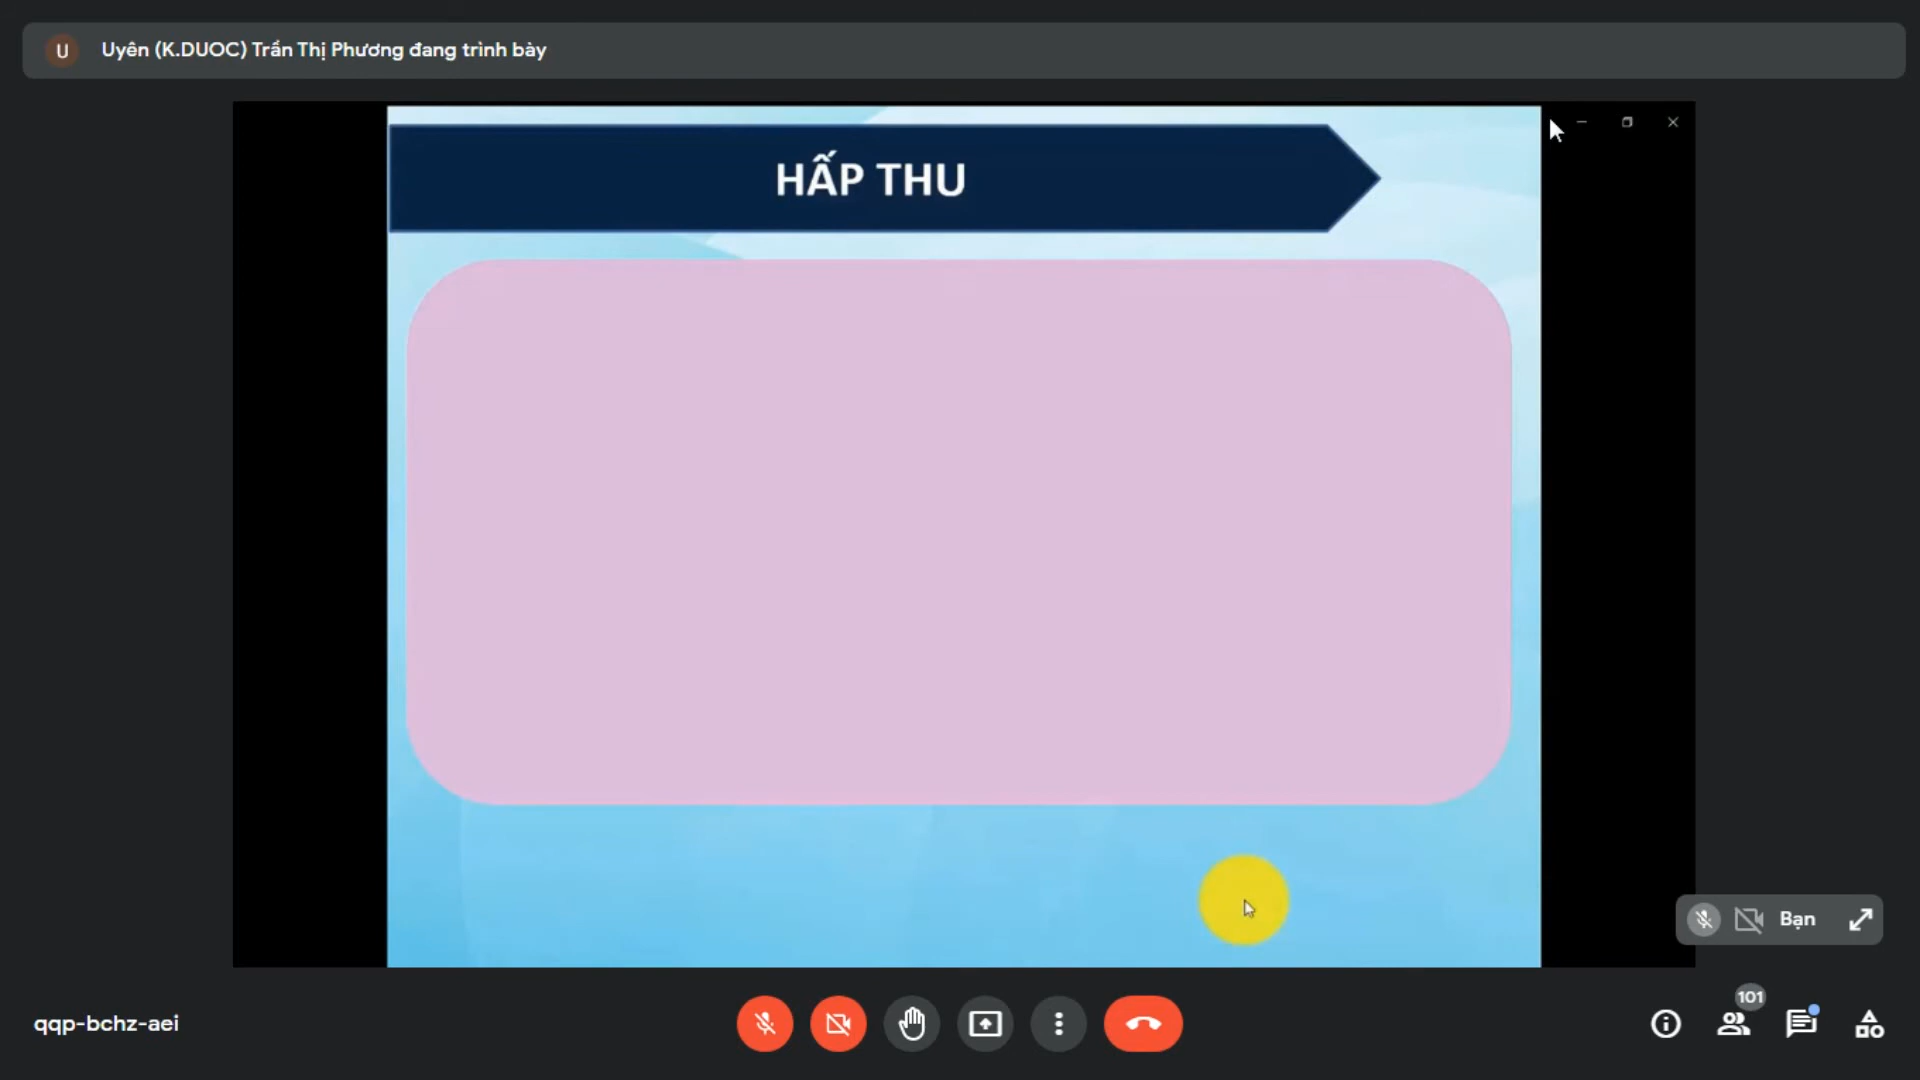 U
Uyên (K.DUOC) Trần Thị Phương đang trình bày
HẤP THU
Bạn
101
qqp-bchz-aei